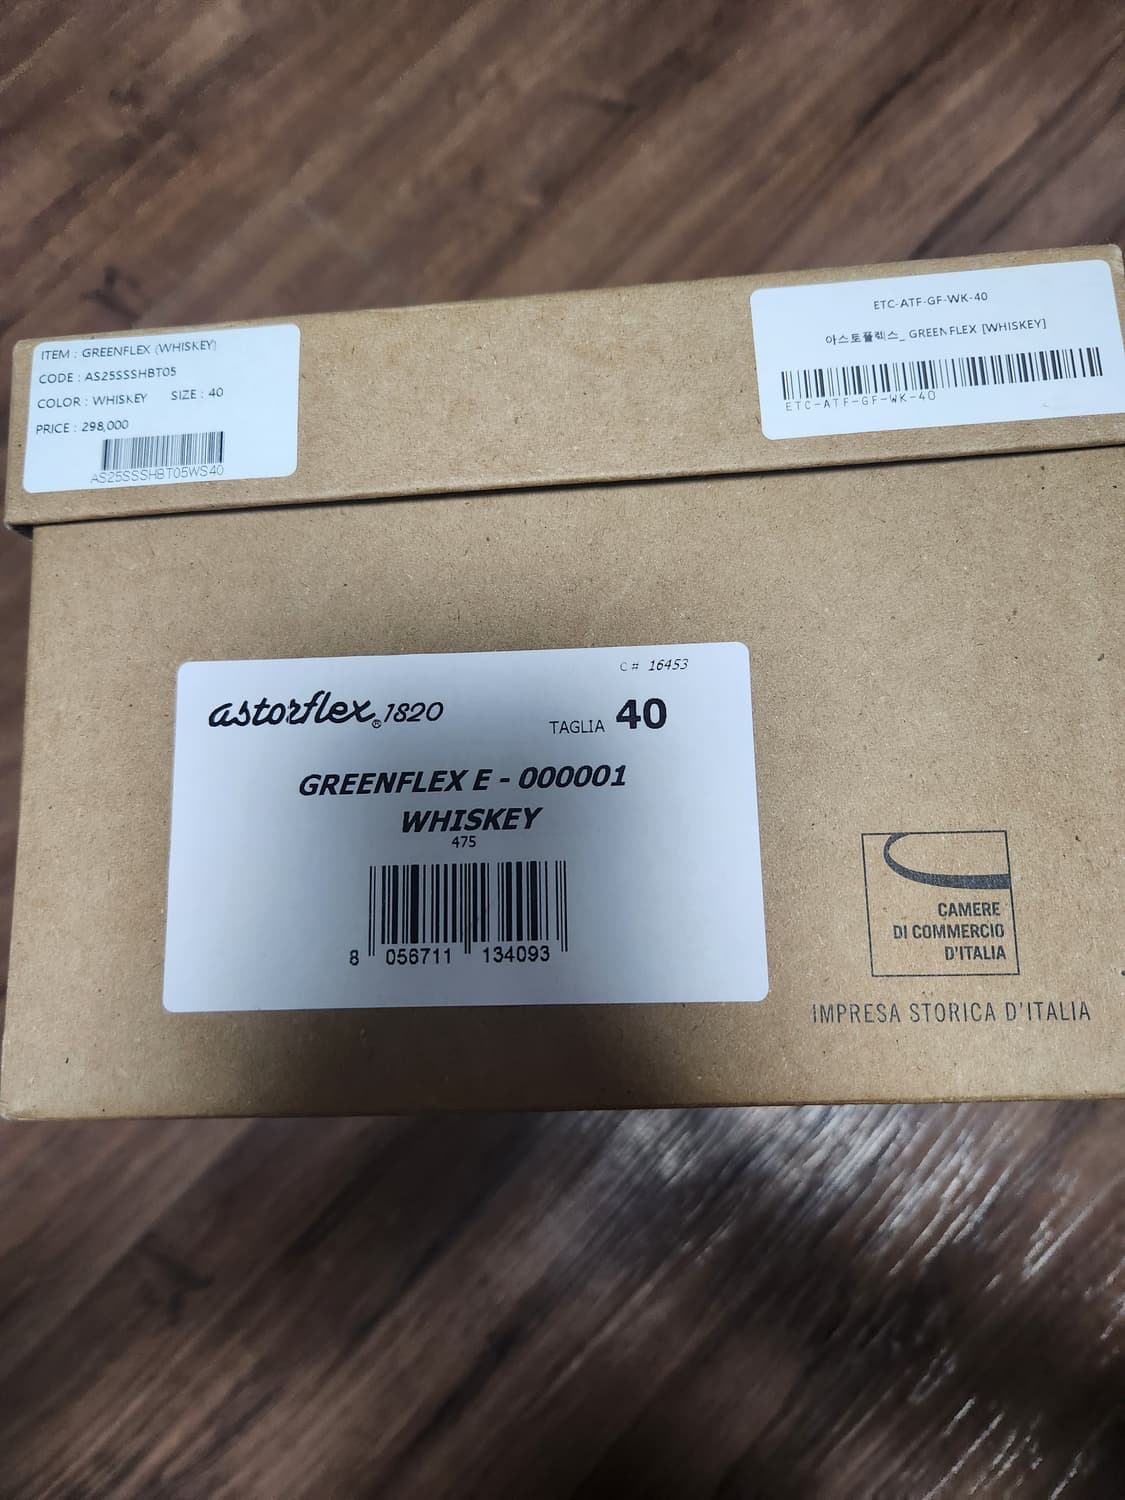 ITEM : GREENFLEX (WHISKEY)
CODE : AS25SSSHBT05
COLOR : WHISKEY SIZE : 40
PRICE : 298,000
AS25SSSHBT05WS40
ETC-ATF-GF-WK-40
아스토플렉스_ GREENFLEX [WHISKEY]
ETC-ATF-GF-WK-40
C# 16453
astorflex® 1820
TAGLIA 40
GREENFLEX E - 000001
WHISKEY
475
8 056711 134093
CAMERE
DI COMMERCIO
D'ITALIA
IMPRESA STORICA D'ITALIA